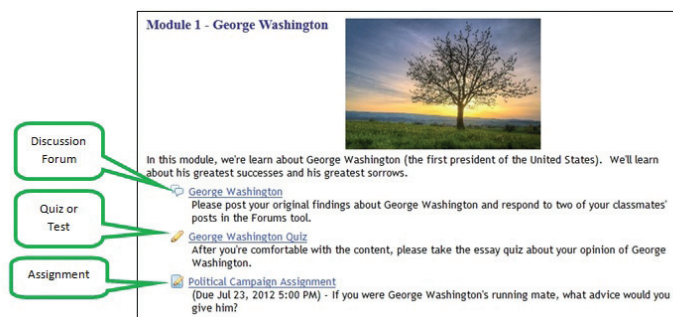 Module 1 - George Washington
In this module, we're learn about George Washington (the first president of the United States). We'll learn
about his greatest successes and his greatest sorrows.
Discussion
Forum
George Washington
Please post your original findings about George Washington and respond to two of your classmates'
posts in the Forums tool.
Quiz or
Test
George Washington Quiz
After you're comfortable with the content, please take the essay quiz about your opinion of George
Washington.
Assignment
Political Campaign Assignment
(Due Jul 23, 2012 5:00 PM) - If you were George Washington's running mate, what advice would you
give him?